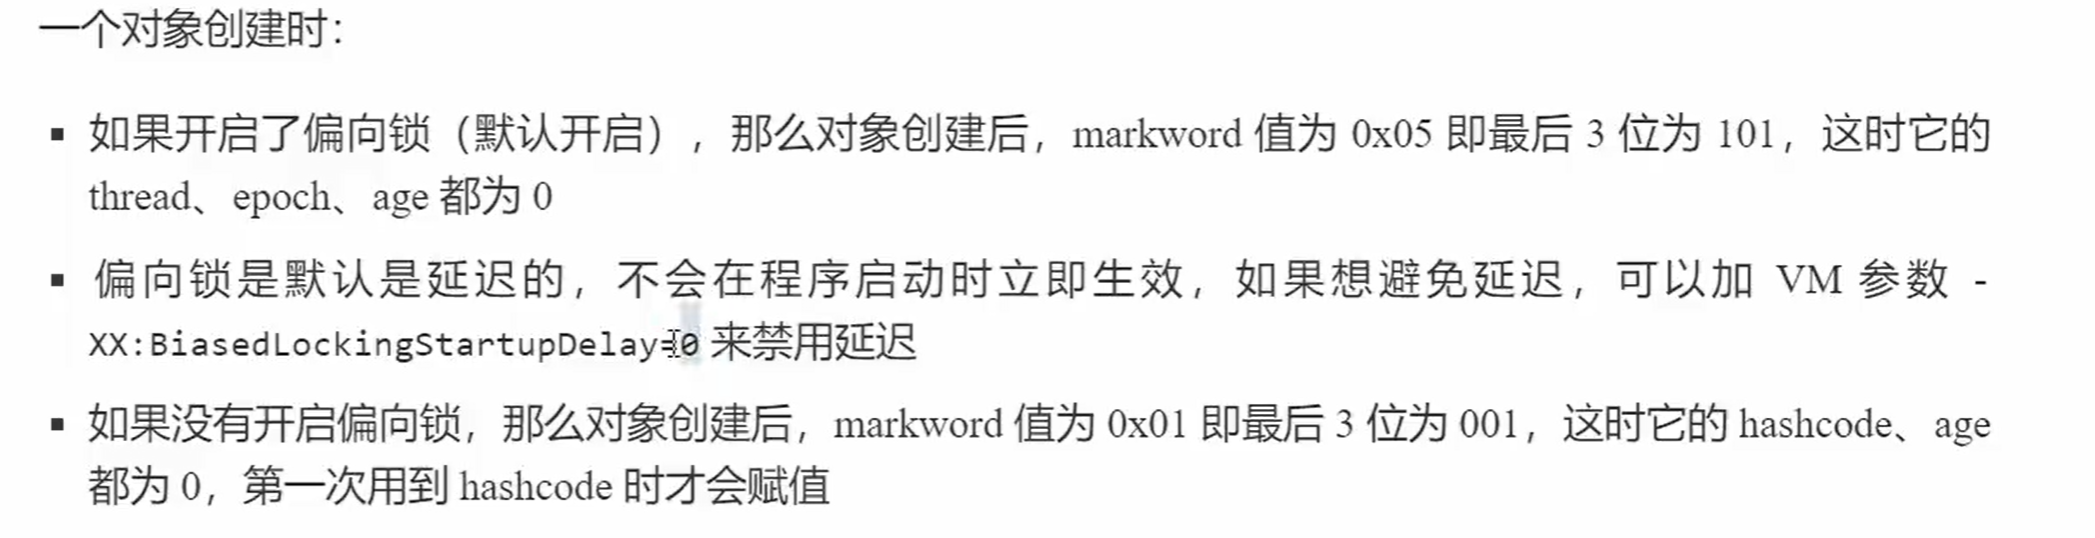 一个对象创建时：
▪ 如果开启了偏向锁（默认开启），那么对象创建后，markword 值为 0x05 即最后 3 位为 101，这时它的
thread、epoch、age 都为 0
▪ 偏向锁是默认是延迟的，不会在程序启动时立即生效，如果想避免延迟，可以加 VM 参数 -
XX:BiasedLockingStartupDelay=0 来禁用延迟
▪ 如果没有开启偏向锁，那么对象创建后，markword 值为 0x01 即最后 3 位为 001，这时它的 hashcode、age
都为 0，第一次用到 hashcode 时才会赋值